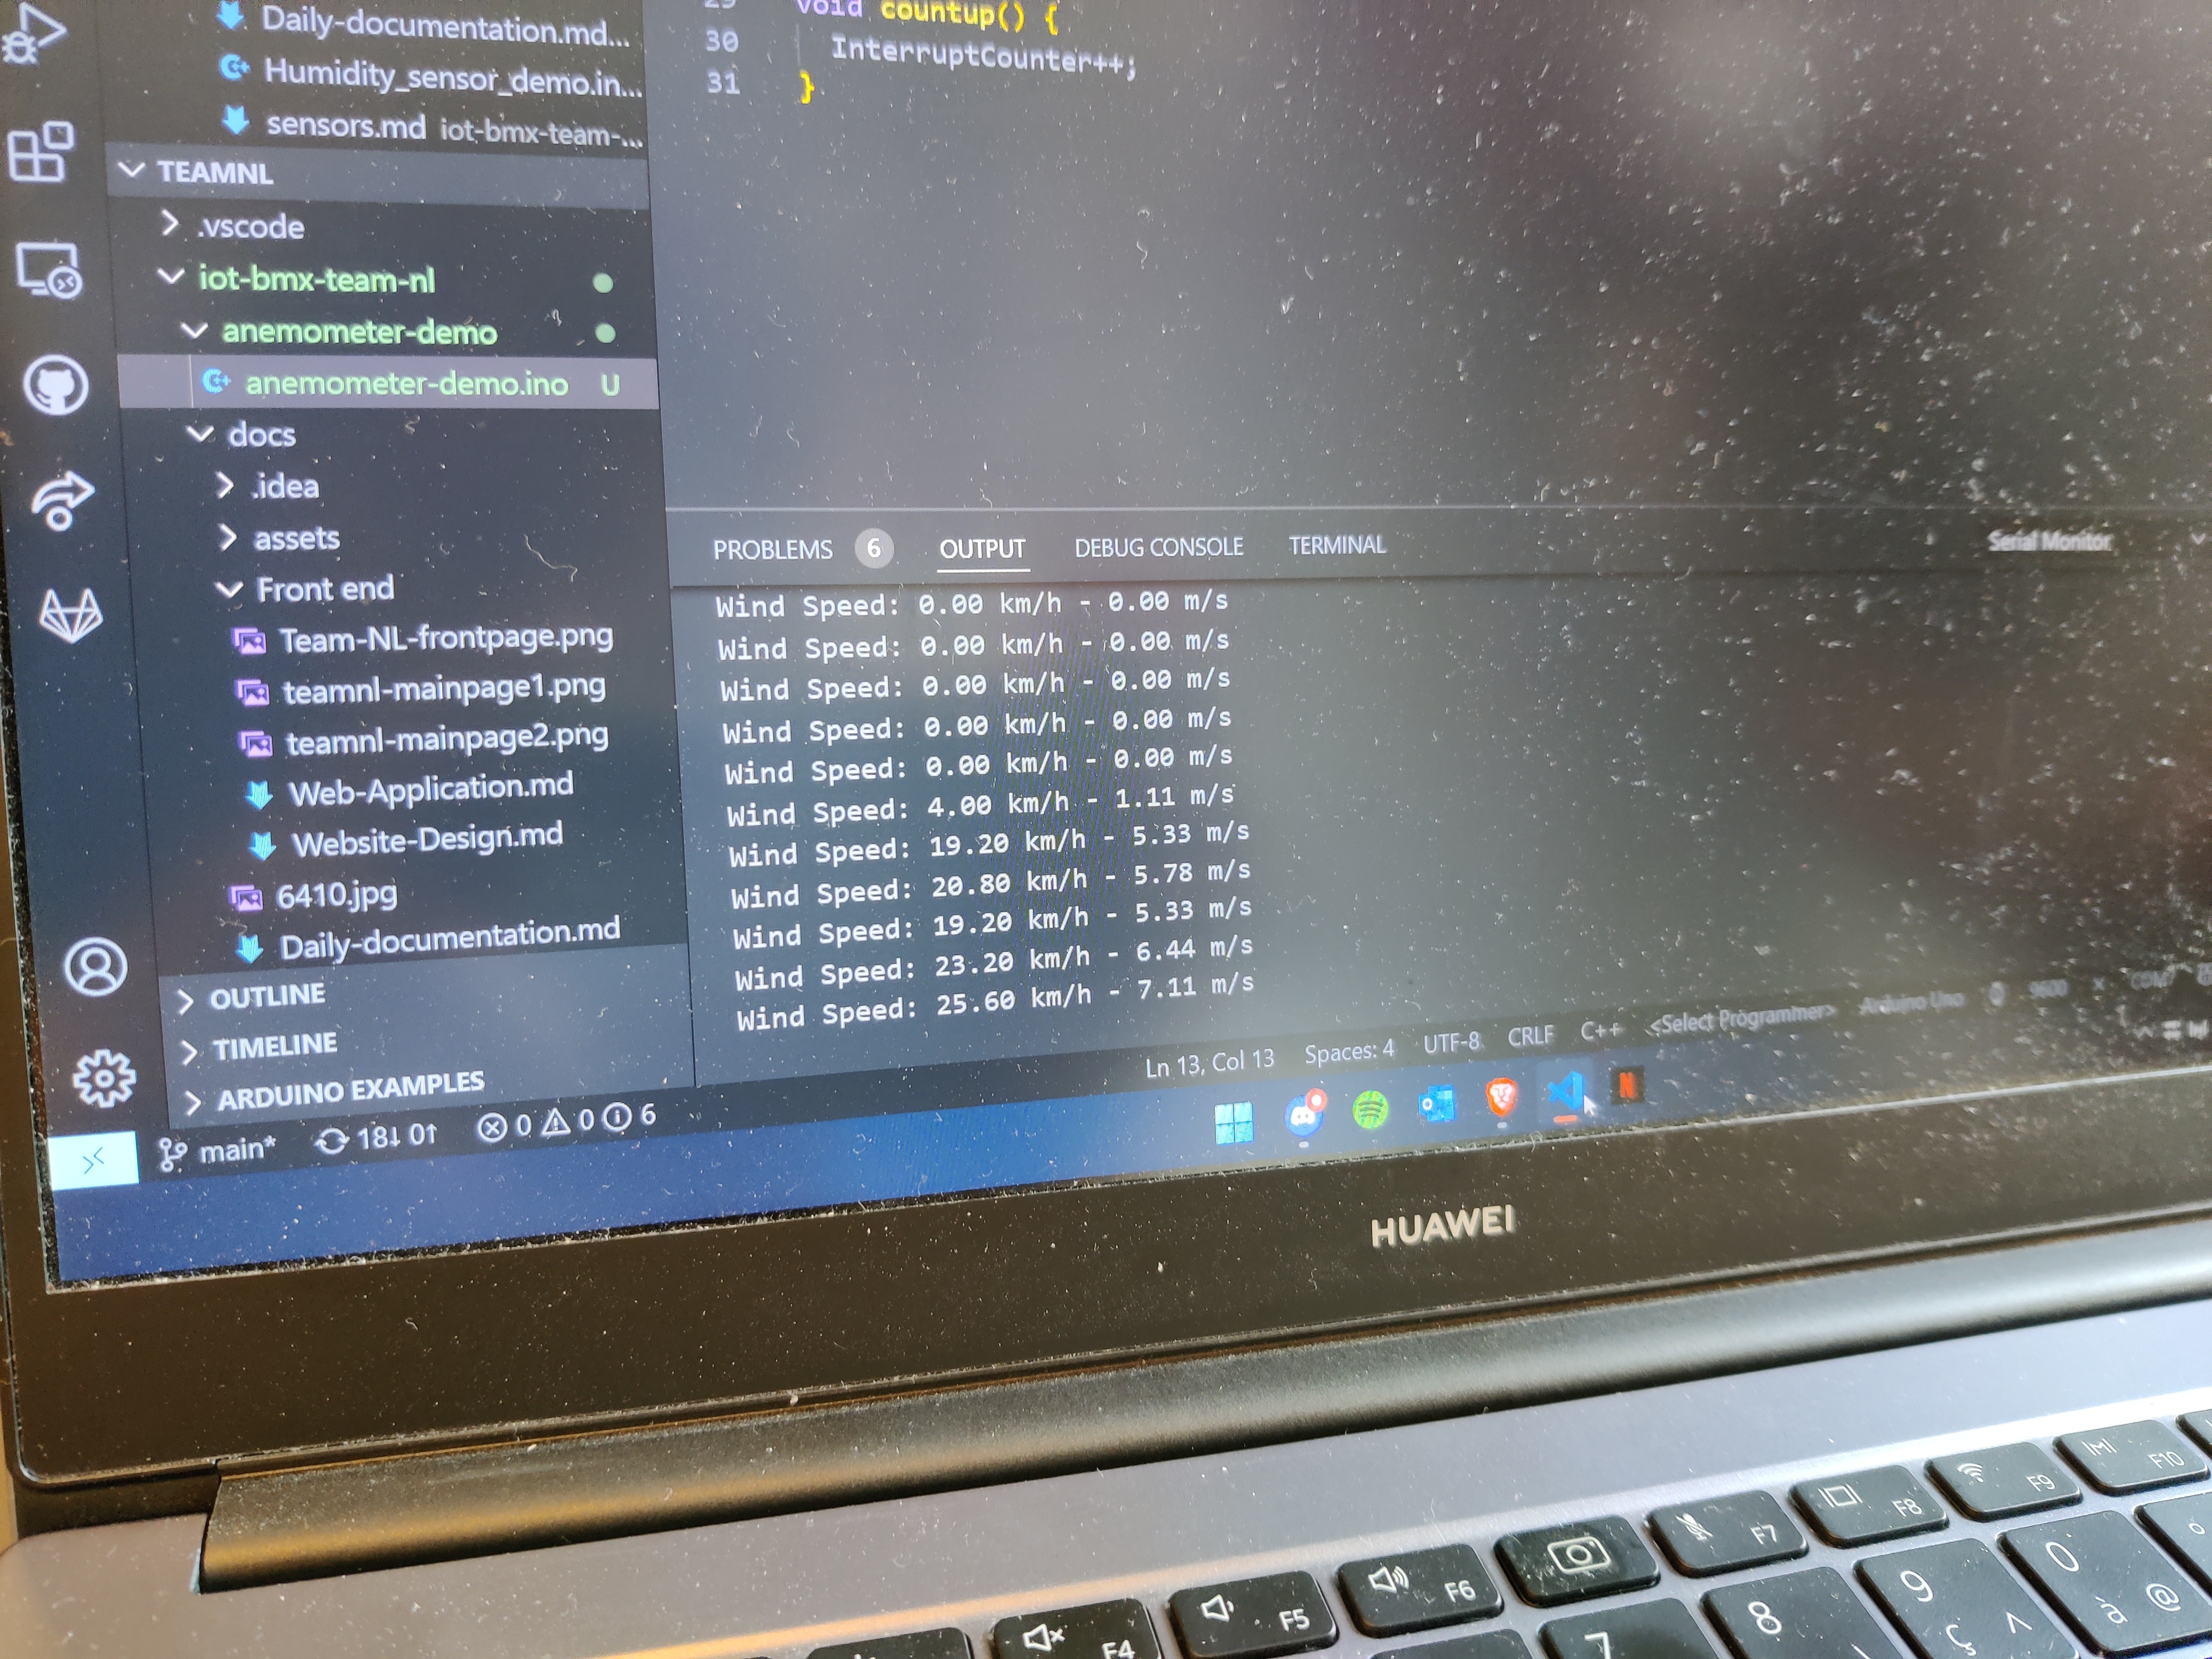 Daily-documentation.md...
Humidity_sensor_demo.in...
sensors.md iot-bmx-team-...
TEAMNL
.vscode
iot-bmx-team-nl
anemometer-demo
anemometer-demo.ino U
docs
.idea
assets
Front end
Team-NL-frontpage.png
teamnl-mainpage1.png
teamnl-mainpage2.png
Web-Application.md
Website-Design.md
6410.jpg
Daily-documentation.md
OUTLINE
TIMELINE
ARDUINO EXAMPLES
main* 18↓ 0↑ 0 0 6
29 void countup() {
30 InterruptCounter++;
31 }
PROBLEMS 6 OUTPUT DEBUG CONSOLE TERMINAL Serial Monitor
Wind Speed: 0.00 km/h - 0.00 m/s
Wind Speed: 0.00 km/h - 0.00 m/s
Wind Speed: 0.00 km/h - 0.00 m/s
Wind Speed: 0.00 km/h - 0.00 m/s
Wind Speed: 0.00 km/h - 0.00 m/s
Wind Speed: 4.00 km/h - 1.11 m/s
Wind Speed: 19.20 km/h - 5.33 m/s
Wind Speed: 20.80 km/h - 5.78 m/s
Wind Speed: 19.20 km/h - 5.33 m/s
Wind Speed: 23.20 km/h - 6.44 m/s
Wind Speed: 25.60 km/h - 7.11 m/s
Ln 13, Col 13 Spaces: 4 UTF-8 CRLF C++ <Select Programmer> Arduino Uno 9600
N
HUAWEI
F4 F5 F6 F7 F8 F9 F10
7 8 9 ç ^ 0 à @